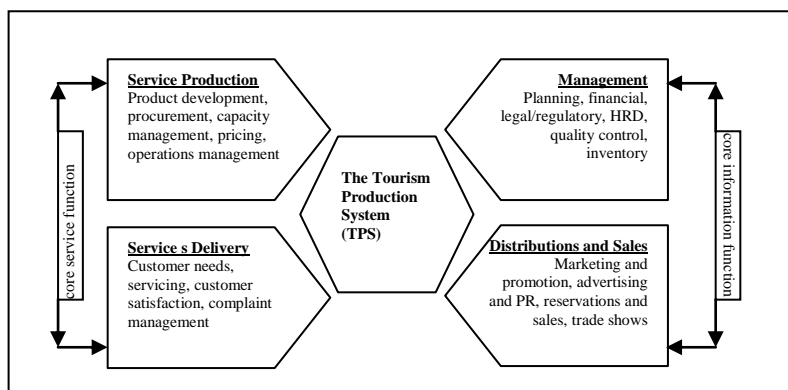 Service Production
Product development,
procurement, capacity
management, pricing,
operations management
Management
Planning, financial,
legal/regulatory, HRD,
quality control,
inventory
The Tourism
Production
System
(TPS)
Service s Delivery
Customer needs,
servicing, customer
satisfaction, complaint
management
Distributions and Sales
Marketing and
promotion, advertising
and PR, reservations and
sales, trade shows
core service function
core information function